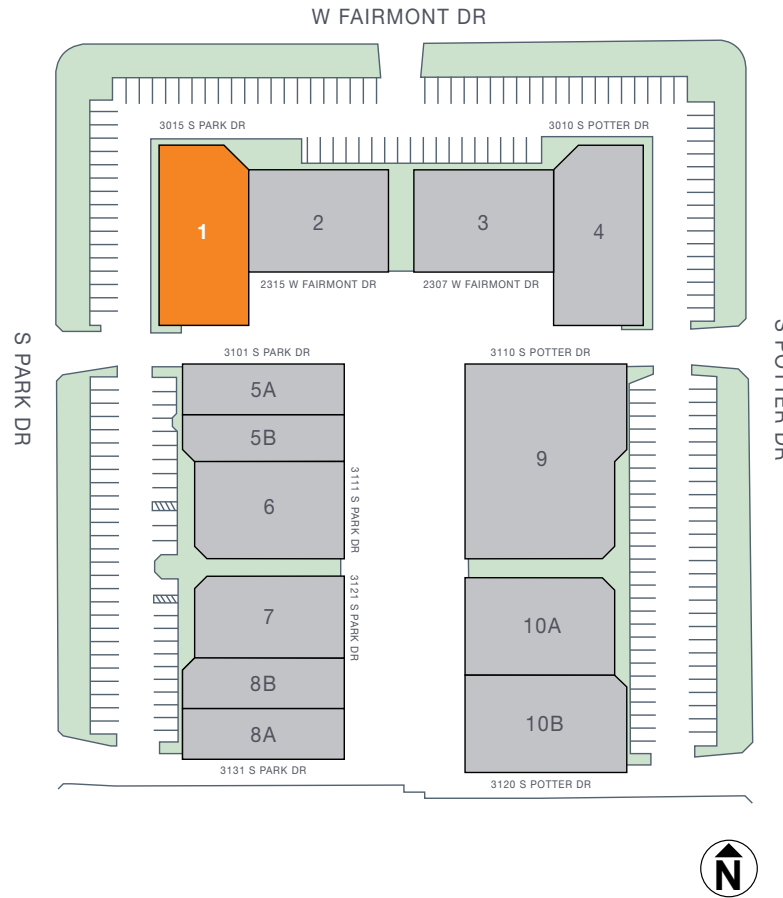 W FAIRMONT DR
3015 S PARK DR
3010 S POTTER DR
1
2
3
4
2315 W FAIRMONT DR
2307 W FAIRMONT DR
S PARK DR
S POTTER DR
3101 S PARK DR
3110 S POTTER DR
5A
5B
9
6
3111 S PARK DR
3121 S PARK DR
7
10A
8B
8A
10B
3131 S PARK DR
3120 S POTTER DR
N